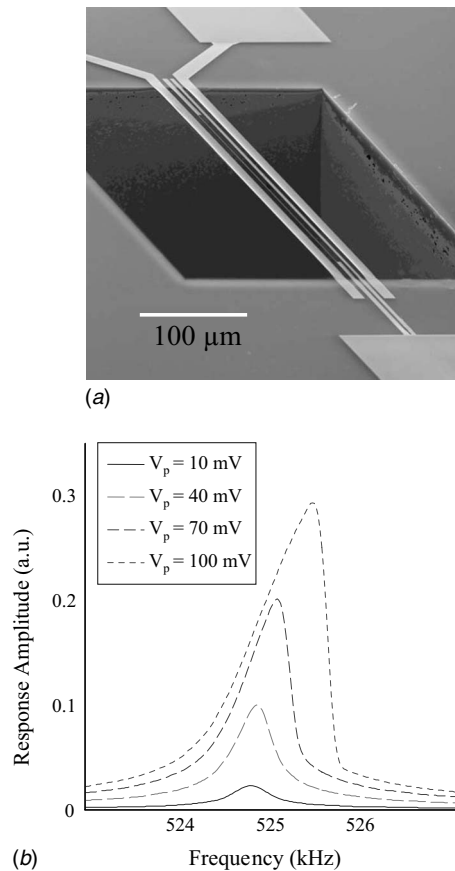 100 µm
(a)
V_p = 10 mV
V_p = 40 mV
V_p = 70 mV
V_p = 100 mV
0.3
0.2
0.1
0
Response Amplitude (a.u.)
524
525
526
(b)
Frequency (kHz)